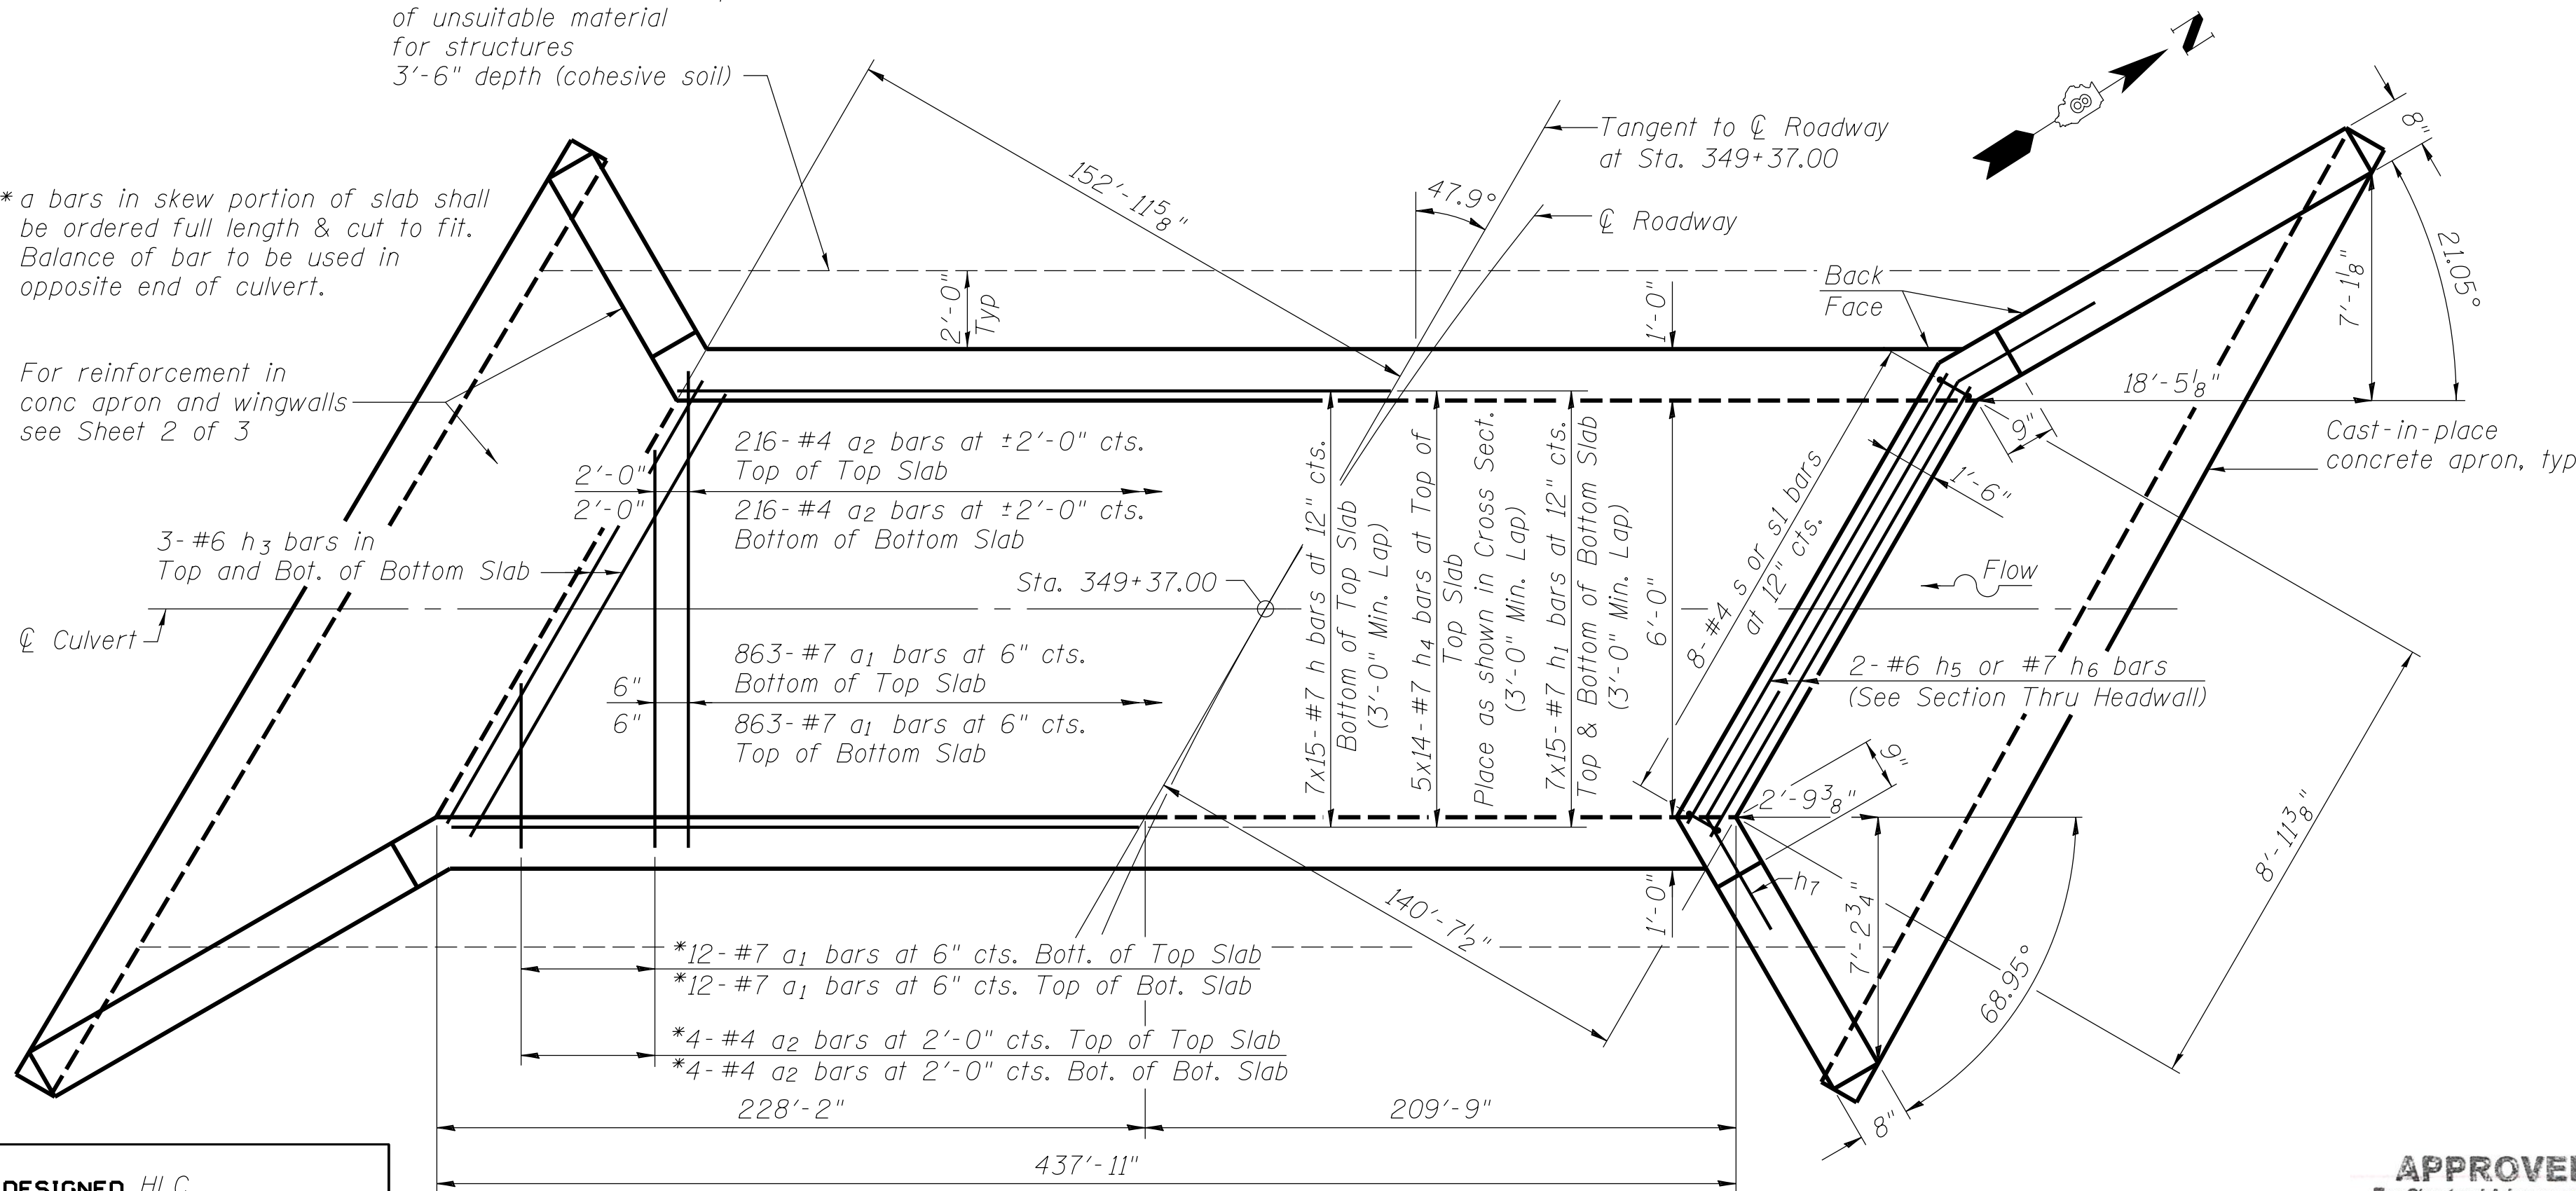 of unsuitable material
for structures
3'-6" depth (cohesive soil)
N
8"
152'-11 5/8"
Tangent to ℄ Roadway
at Sta. 349+37.00
47.9°
℄ Roadway
* a bars in skew portion of slab shall
be ordered full length & cut to fit.
Balance of bar to be used in
opposite end of culvert.
2'-0"
Typ
1'-0"
Back
Face
7'-1 1/8"
21.05°
For reinforcement in
conc apron and wingwalls
see Sheet 2 of 3
18'-5 1/8"
9"
1'-6"
Cast-in-place
concrete apron, typ
216-#4 a2 bars at ±2'-0" cts.
Top of Top Slab
2'-0"
2'-0"
216-#4 a2 bars at ±2'-0" cts.
Bottom of Bottom Slab
3-#6 h3 bars in
Top and Bot. of Bottom Slab
Sta. 349+37.00
7x15-#7 h bars at 12" cts.
Bottom of Top Slab
(3'-0" Min. Lap)
5x14-#7 h4 bars at Top of
Top Slab
Place as shown in Cross Sect.
(3'-0" Min. Lap)
7x15-#7 h1 bars at 12" cts.
Top & Bottom of Bottom Slab
(3'-0" Min. Lap)
6'-0"
8-#4 s or s1 bars
at 12" cts.
Flow
℄ Culvert
863-#7 a1 bars at 6" cts.
Bottom of Top Slab
6"
6"
863-#7 a1 bars at 6" cts.
Top of Bottom Slab
2-#6 h5 or #7 h6 bars
(See Section Thru Headwall)
9"
2'-9 3/8"
8'-11 3/8"
h7
1'-0"
7'-2 3/4"
68.95°
140'-7 1/2"
*12-#7 a1 bars at 6" cts. Bott. of Top Slab
*12-#7 a1 bars at 6" cts. Top of Bot. Slab
*4-#4 a2 bars at 2'-0" cts. Top of Top Slab
*4-#4 a2 bars at 2'-0" cts. Bot. of Bot. Slab
228'-2"
209'-9"
8"
437'-11"
DESIGNED HLC
APPROVED